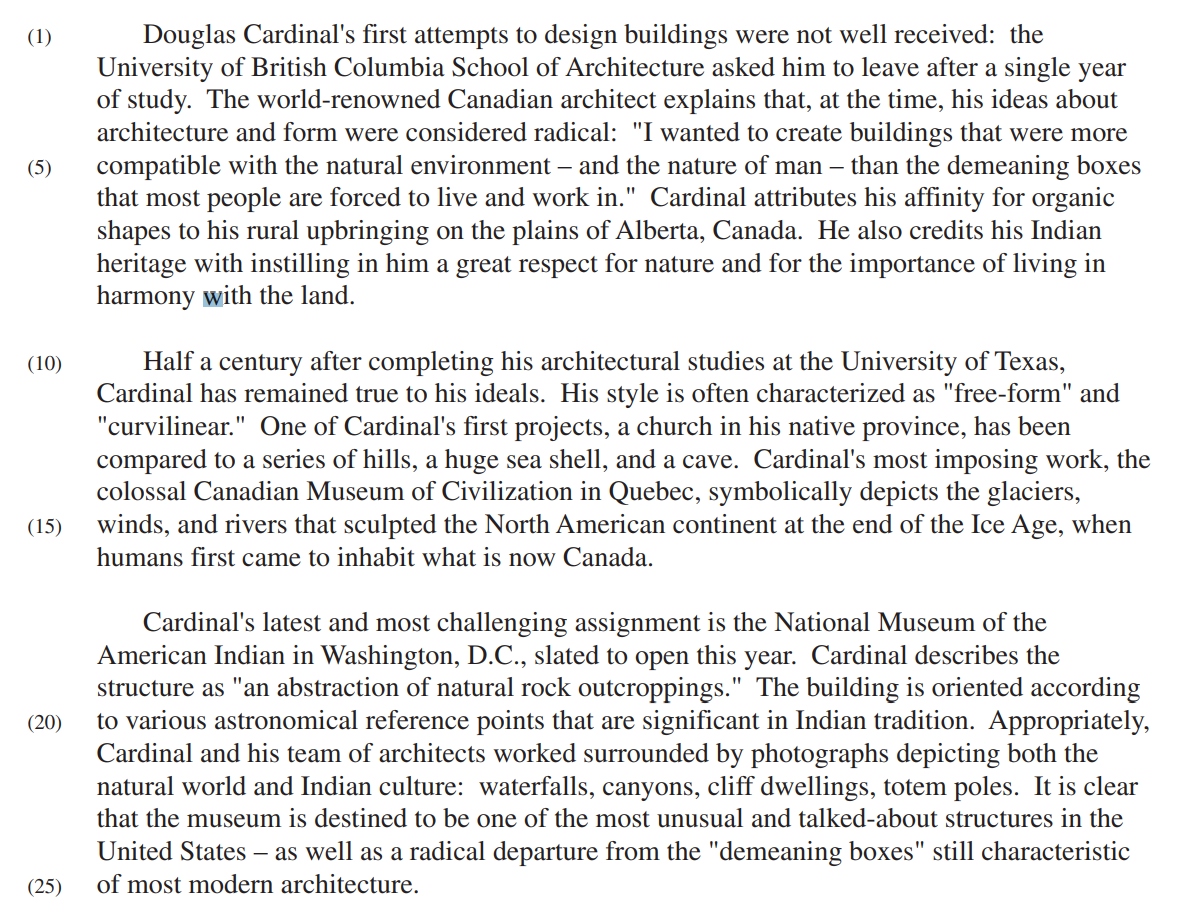 (1) Douglas Cardinal's first attempts to design buildings were not well received: the
University of British Columbia School of Architecture asked him to leave after a single year
of study. The world-renowned Canadian architect explains that, at the time, his ideas about
architecture and form were considered radical: "I wanted to create buildings that were more
(5) compatible with the natural environment – and the nature of man – than the demeaning boxes
that most people are forced to live and work in." Cardinal attributes his affinity for organic
shapes to his rural upbringing on the plains of Alberta, Canada. He also credits his Indian
heritage with instilling in him a great respect for nature and for the importance of living in
harmony with the land.
(10) Half a century after completing his architectural studies at the University of Texas,
Cardinal has remained true to his ideals. His style is often characterized as "free-form" and
"curvilinear." One of Cardinal's first projects, a church in his native province, has been
compared to a series of hills, a huge sea shell, and a cave. Cardinal's most imposing work, the
colossal Canadian Museum of Civilization in Quebec, symbolically depicts the glaciers,
(15) winds, and rivers that sculpted the North American continent at the end of the Ice Age, when
humans first came to inhabit what is now Canada.
Cardinal's latest and most challenging assignment is the National Museum of the
American Indian in Washington, D.C., slated to open this year. Cardinal describes the
structure as "an abstraction of natural rock outcroppings." The building is oriented according
(20) to various astronomical reference points that are significant in Indian tradition. Appropriately,
Cardinal and his team of architects worked surrounded by photographs depicting both the
natural world and Indian culture: waterfalls, canyons, cliff dwellings, totem poles. It is clear
that the museum is destined to be one of the most unusual and talked-about structures in the
United States – as well as a radical departure from the "demeaning boxes" still characteristic
(25) of most modern architecture.